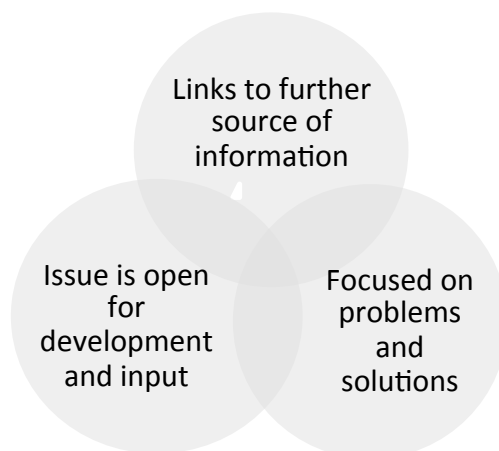 Links to further
source of
information
Issue is open
for
development
and input
Focused on
problems
and
solutions